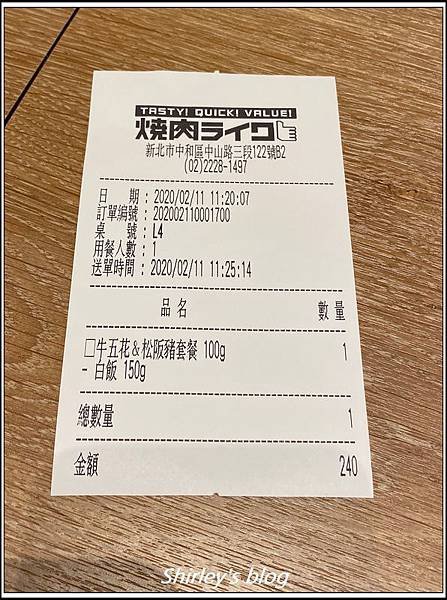 TASTY! QUICK! VALUE!
焼肉ライク
新北市中和區中山路三段122號B2
(02)2228-1497
日 期 : 2020/02/11 11:20:07
訂單編號 : 202002110001700
桌 號 : L4
用餐人數 : 1
送單時間 : 2020/02/11 11:25:14
品名 數量
□牛五花&松阪豬套餐 100g 1
- 白飯 150g
總數量 1
金額 240
Shirley's blog